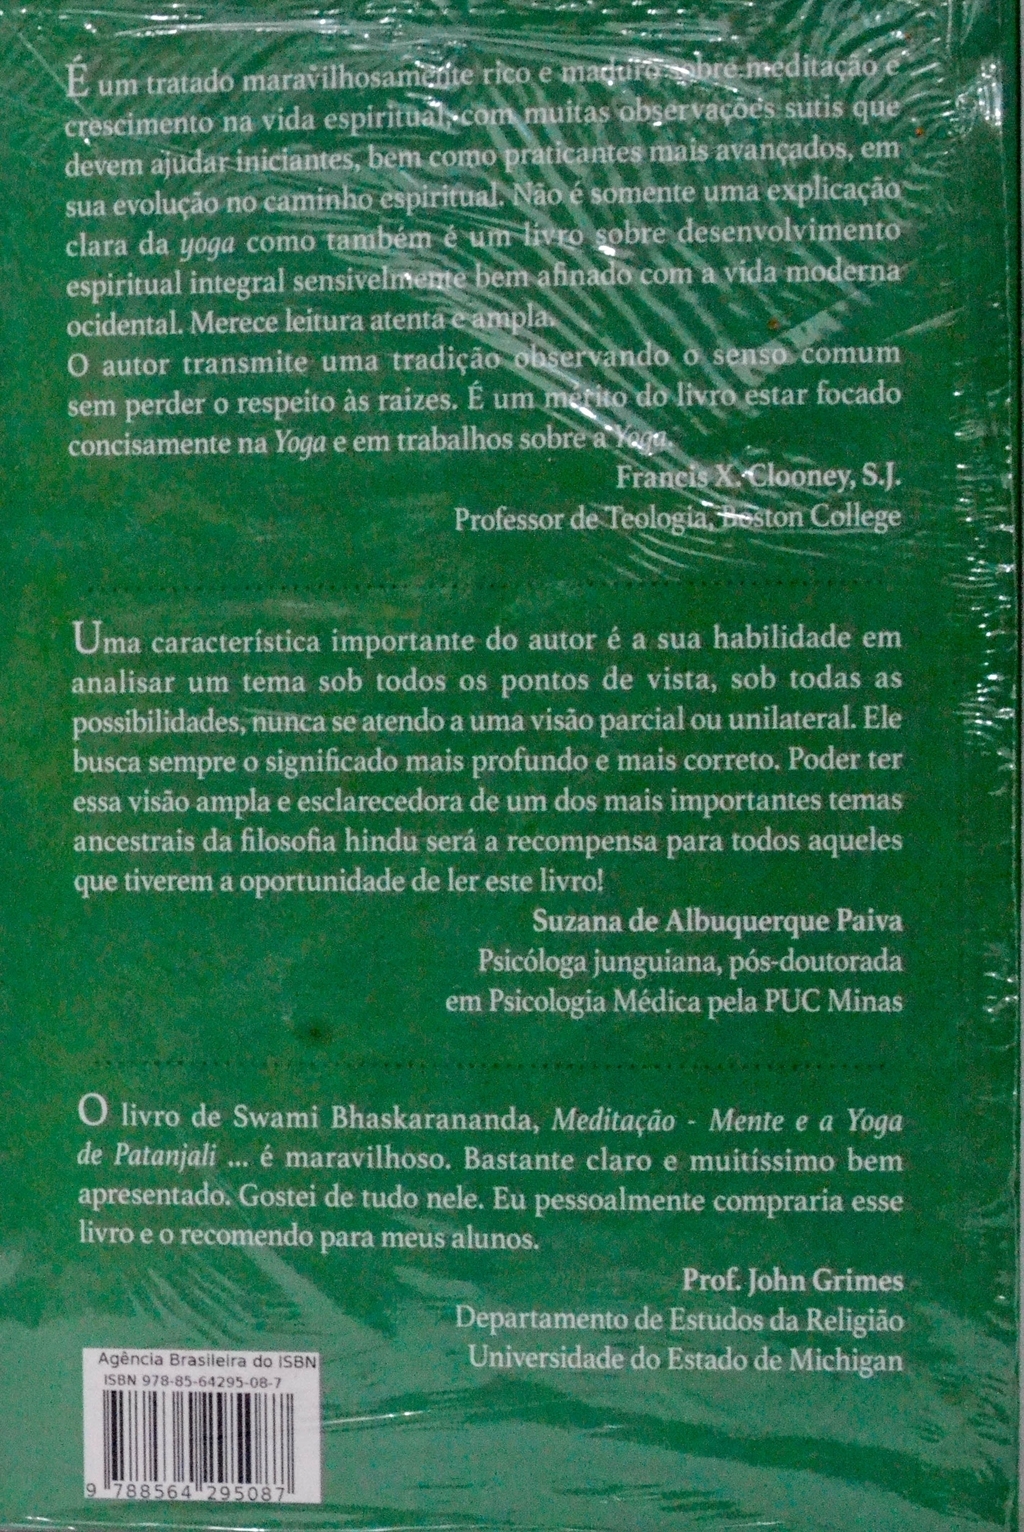 É um tratado maravilhosamente rico e maduro sobre meditação e
crescimento na vida espiritual, com muitas observações sutis que
devem ajudar iniciantes, bem como praticantes mais avançados, em
sua evolução no caminho espiritual. Não é somente uma explicação
clara da yoga como também é um livro sobre desenvolvimento
espiritual integral sensivelmente bem afinado com a vida moderna
ocidental. Merece leitura atenta e ampla.
O autor transmite uma tradição observando o senso comum
sem perder o respeito às raizes. É um mérito do livro estar focado
concisamente na Yoga e em trabalhos sobre a Yoga.
Francis X. Clooney, S.J.
Professor de Teologia, Boston College
Uma característica importante do autor é a sua habilidade em
analisar um tema sob todos os pontos de vista, sob todas as
possibilidades, nunca se atendo a uma visão parcial ou unilateral. Ele
busca sempre o significado mais profundo e mais correto. Poder ter
essa visão ampla e esclarecedora de um dos mais importantes temas
ancestrais da filosofia hindu será a recompensa para todos aqueles
que tiverem a oportunidade de ler este livro!
Suzana de Albuquerque Paiva
Psicóloga junguiana, pós-doutorada
em Psicologia Médica pela PUC Minas
O livro de Swami Bhaskarananda, Meditação - Mente e a Yoga
de Patanjali ... é maravilhoso. Bastante claro e muitíssimo bem
apresentado. Gostei de tudo nele. Eu pessoalmente compraria esse
livro e o recomendo para meus alunos.
Prof. John Grimes
Departamento de Estudos da Religião
Universidade do Estado de Michigan
Agência Brasileira do ISBN
ISBN 978-85-64295-08-7
9 788564 295087